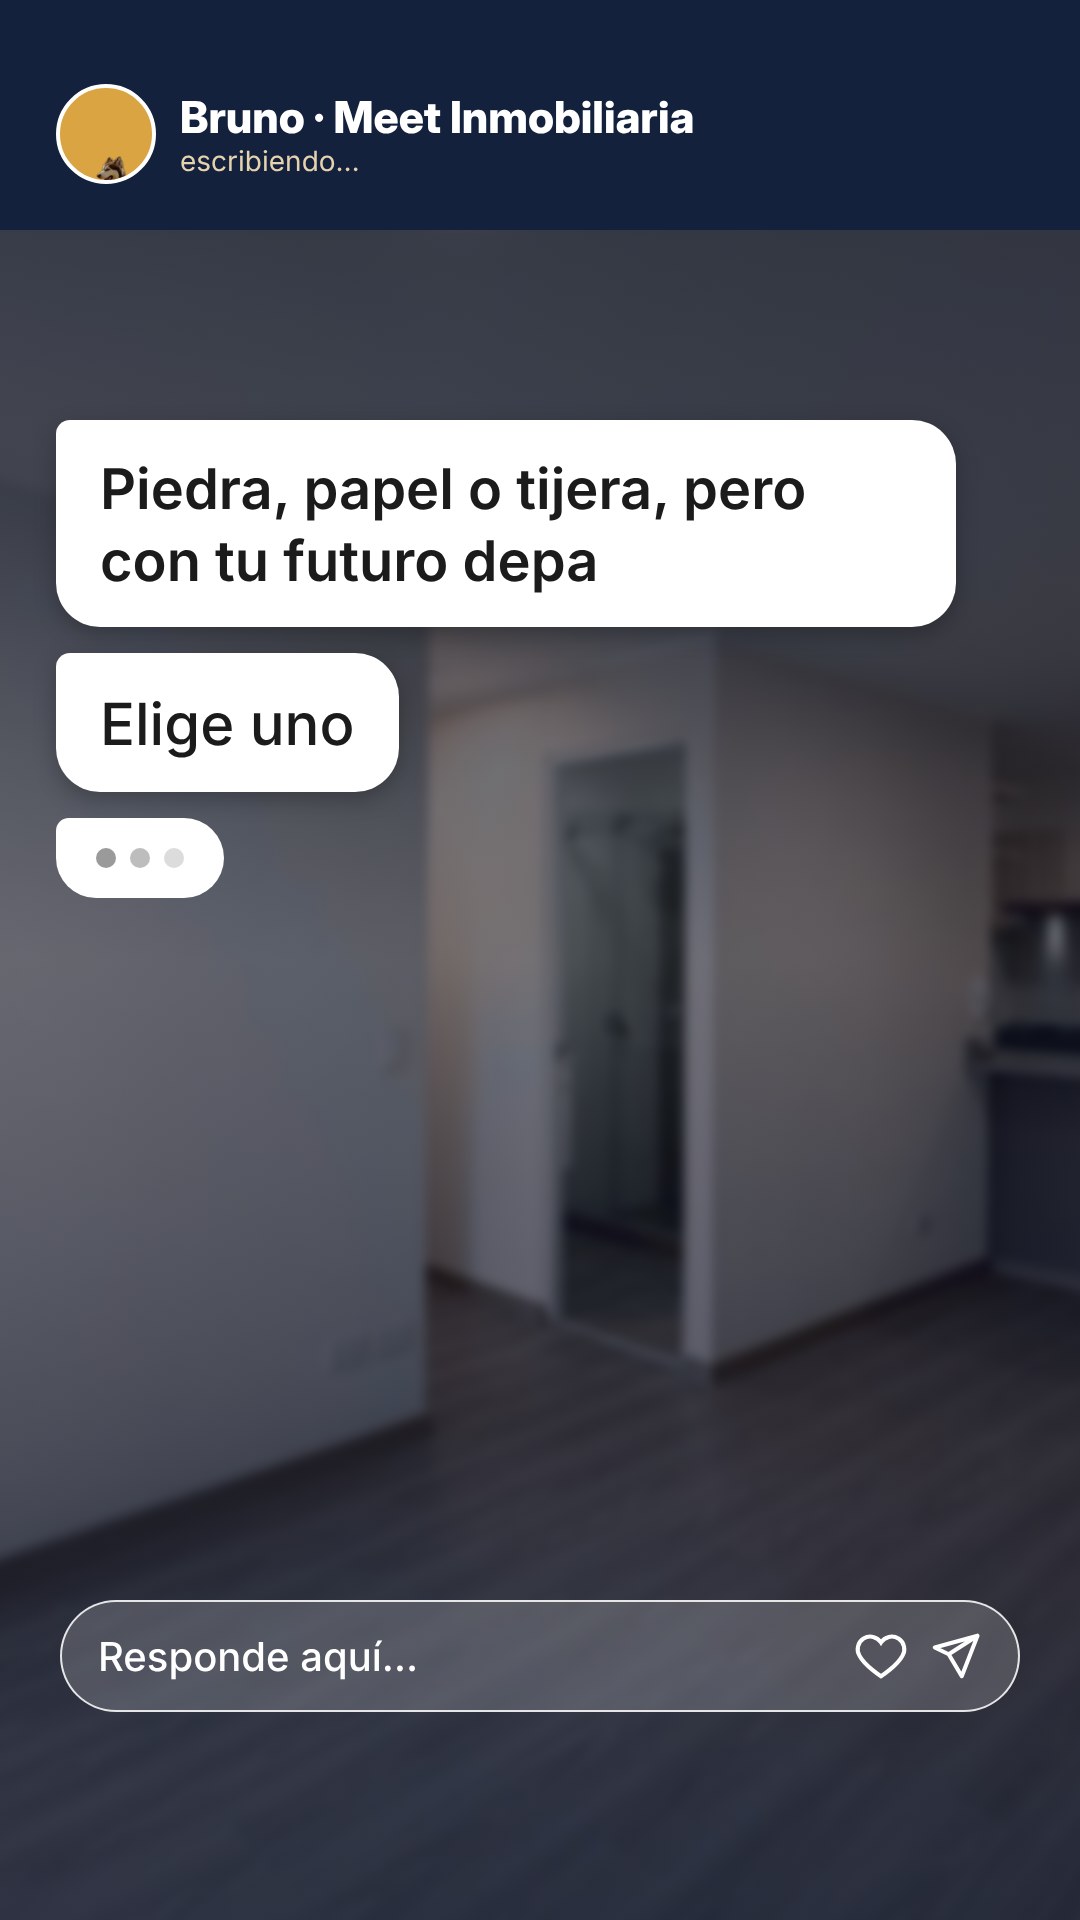 Bruno · Meet Inmobiliaria
escribiendo...
Piedra, papel o tijera, pero
con tu futuro depa
Elige uno
Responde aquí...